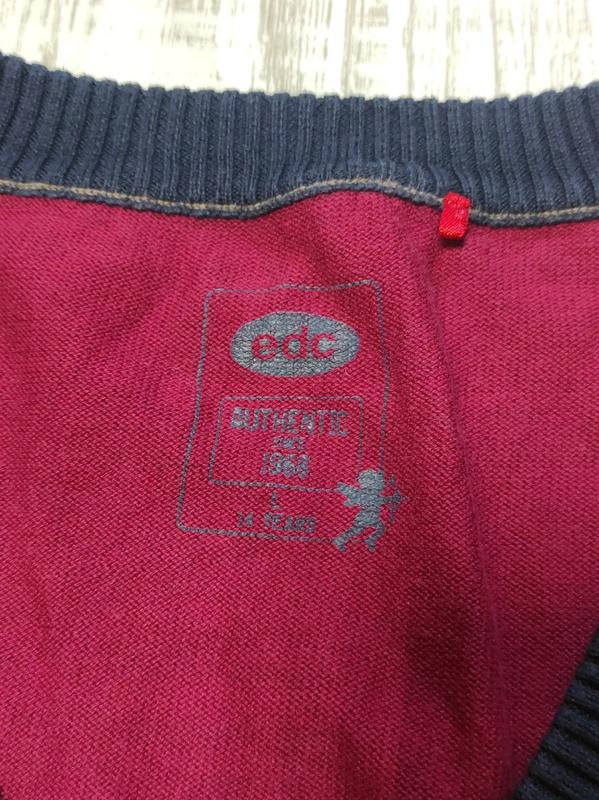 edc
AUTHENTIC
SINCE
1968
L
14 YEARS